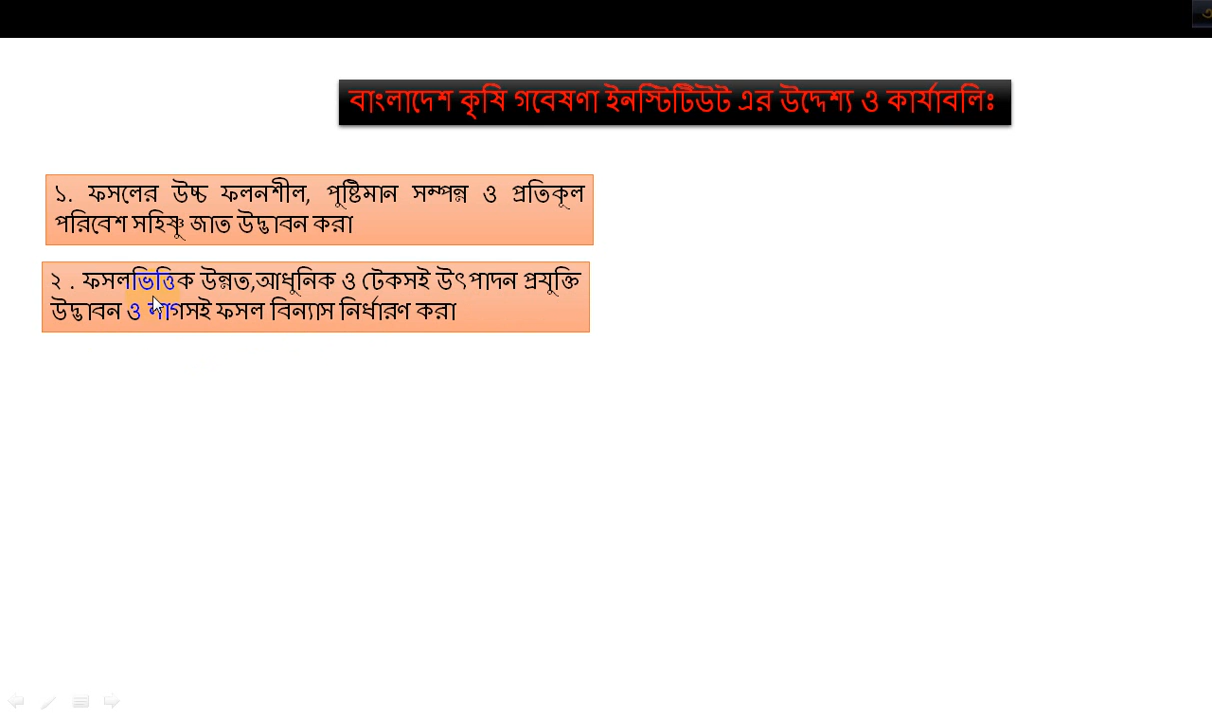 বাংলাদেশ কৃষি গবেষণা ইনস্টিটিউট এর উদ্দেশ্য ও কার্যাবলিঃ
১. ফসলের উচ্চ ফলনশীল, পুষ্টিমান সম্পন্ন ও প্রতিকূল
পরিবেশ সহিষ্ণু জাত উদ্ভাবন করা
২ . ফসলভিত্তিক উন্নত,আধুনিক ও টেকসই উৎপাদন প্রযুক্তি
উদ্ভাবন ও লাগসই ফসল বিন্যাস নির্ধারণ করা